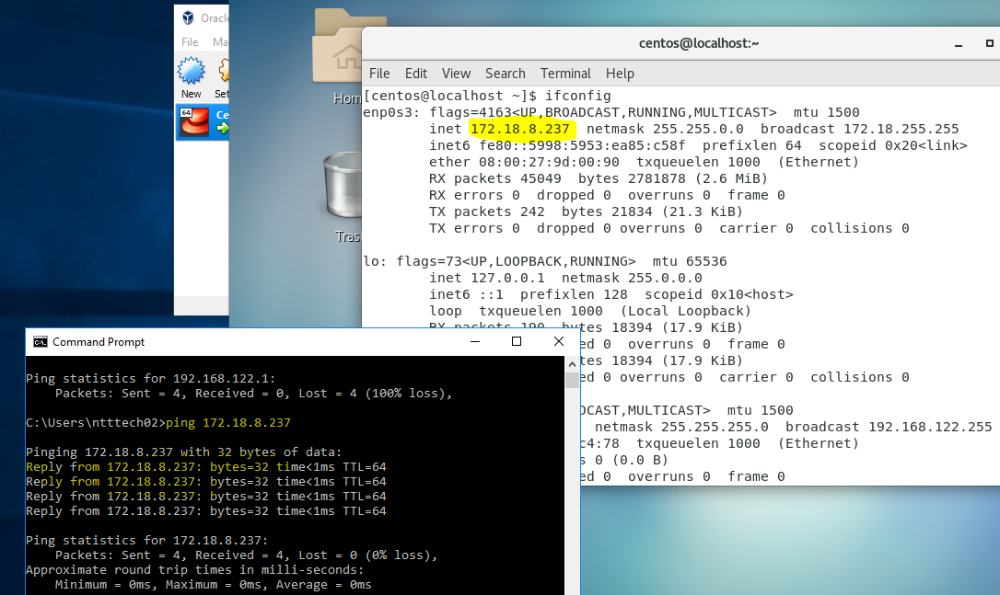 Oracle
File Ma
New Set
64 Ce
Home
Trash
centos@localhost:~
File Edit View Search Terminal Help
[centos@localhost ~]$ ifconfig
enp0s3: flags=4163<UP,BROADCAST,RUNNING,MULTICAST> mtu 1500
inet 172.18.8.237 netmask 255.255.0.0 broadcast 172.18.255.255
inet6 fe80::5998:5953:ea85:c58f prefixlen 64 scopeid 0x20<link>
ether 08:00:27:9d:00:90 txqueuelen 1000 (Ethernet)
RX packets 45049 bytes 2781878 (2.6 MiB)
RX errors 0 dropped 0 overruns 0 frame 0
TX packets 242 bytes 21834 (21.3 KiB)
TX errors 0 dropped 0 overruns 0 carrier 0 collisions 0
lo: flags=73<UP,LOOPBACK,RUNNING> mtu 65536
inet 127.0.0.1 netmask 255.0.0.0
inet6 ::1 prefixlen 128 scopeid 0x10<host>
loop txqueuelen 1000 (Local Loopback)
RX packets 190 bytes 18394 (17.9 KiB)
ed 0 overruns 0 frame 0
tes 18394 (17.9 KiB)
ed 0 overruns 0 carrier 0 collisions 0
DCAST,MULTICAST> mtu 1500
netmask 255.255.255.0 broadcast 192.168.122.255
c4:78 txqueuelen 1000 (Ethernet)
s 0 (0.0 B)
ed 0 overruns 0 frame 0
Command Prompt
Ping statistics for 192.168.122.1:
Packets: Sent = 4, Received = 0, Lost = 4 (100% loss),
C:\Users\ntttech02>ping 172.18.8.237
Pinging 172.18.8.237 with 32 bytes of data:
Reply from 172.18.8.237: bytes=32 time<1ms TTL=64
Reply from 172.18.8.237: bytes=32 time<1ms TTL=64
Reply from 172.18.8.237: bytes=32 time<1ms TTL=64
Reply from 172.18.8.237: bytes=32 time<1ms TTL=64
Ping statistics for 172.18.8.237:
Packets: Sent = 4, Received = 4, Lost = 0 (0% loss),
Approximate round trip times in milli-seconds:
Minimum = 0ms, Maximum = 0ms, Average = 0ms